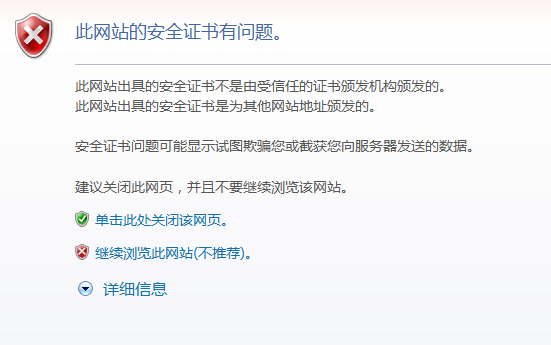 此网站的安全证书有问题。
此网站出具的安全证书不是由受信任的证书颁发机构颁发的。
此网站出具的安全证书是为其他网站地址颁发的。
安全证书问题可能显示试图欺骗您或截获您向服务器发送的数据。
建议关闭此网页，并且不要继续浏览该网站。
单击此处关闭该网页。
继续浏览此网站(不推荐)。
详细信息